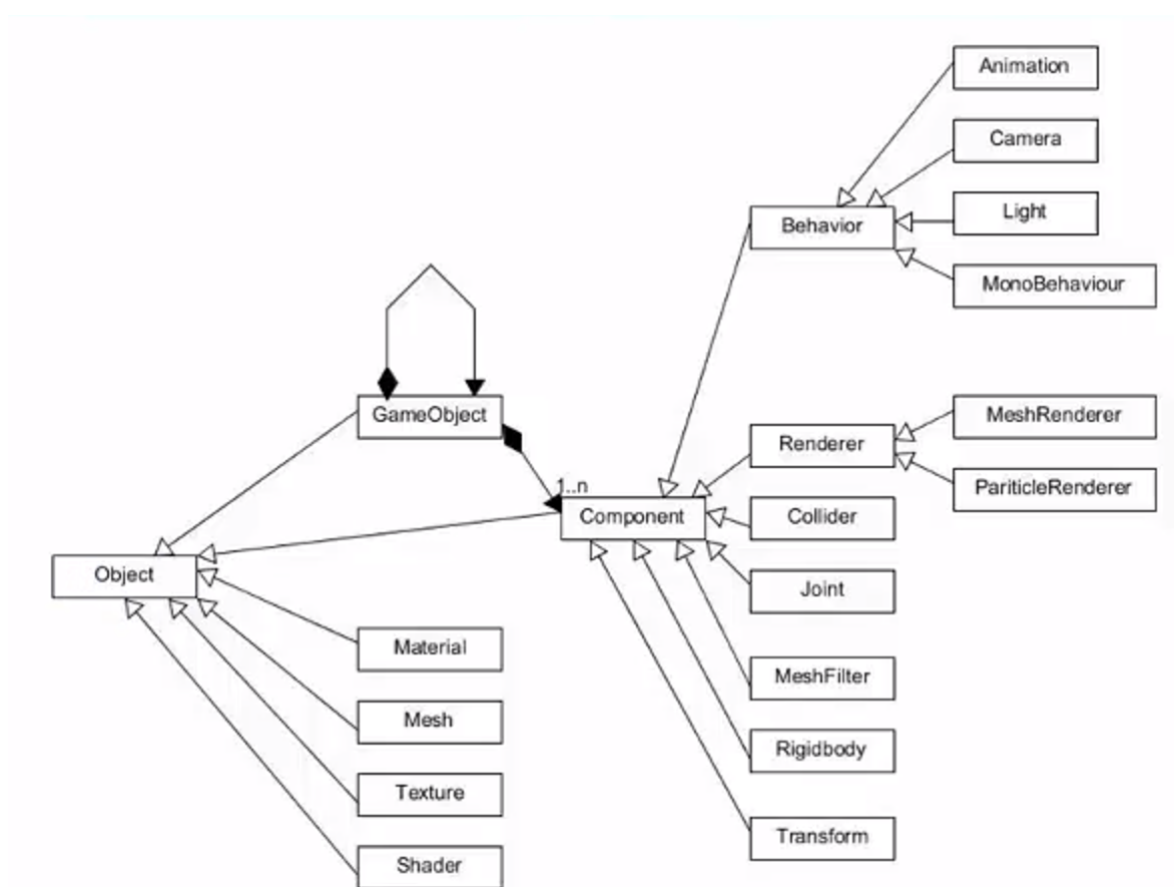 Animation
Camera
Light
Behavior
MonoBehaviour
GameObject
MeshRenderer
Renderer
PariticleRenderer
1..n
Component
Collider
Object
Joint
Material
MeshFilter
Mesh
Rigidbody
Texture
Transform
Shader